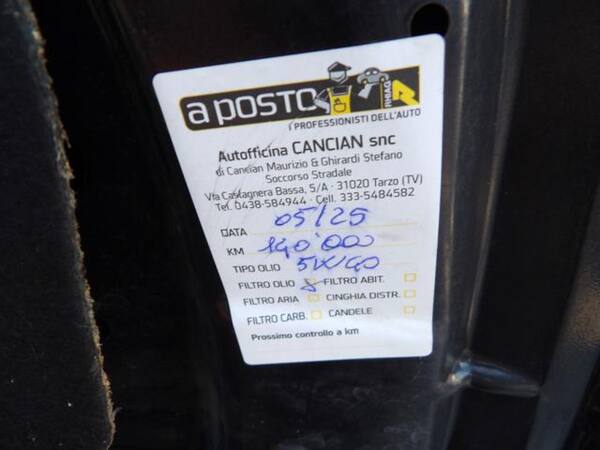 a posto
RHIAG
I PROFESSIONISTI DELL'AUTO
Autofficina CANCIAN snc
di Cancian Maurizio & Ghirardi Stefano
Soccorso Stradale
Via Castagnera Bassa, 5/A · 31020 Tarzo (TV)
Tel. 0438-584944 · Cell. 333-5484582
DATA 05/25
KM 140'000
TIPO OLIO 5W40
FILTRO OLIO FILTRO ABIT.
FILTRO ARIA CINGHIA DISTR.
FILTRO CARB. CANDELE
Prossimo controllo a km